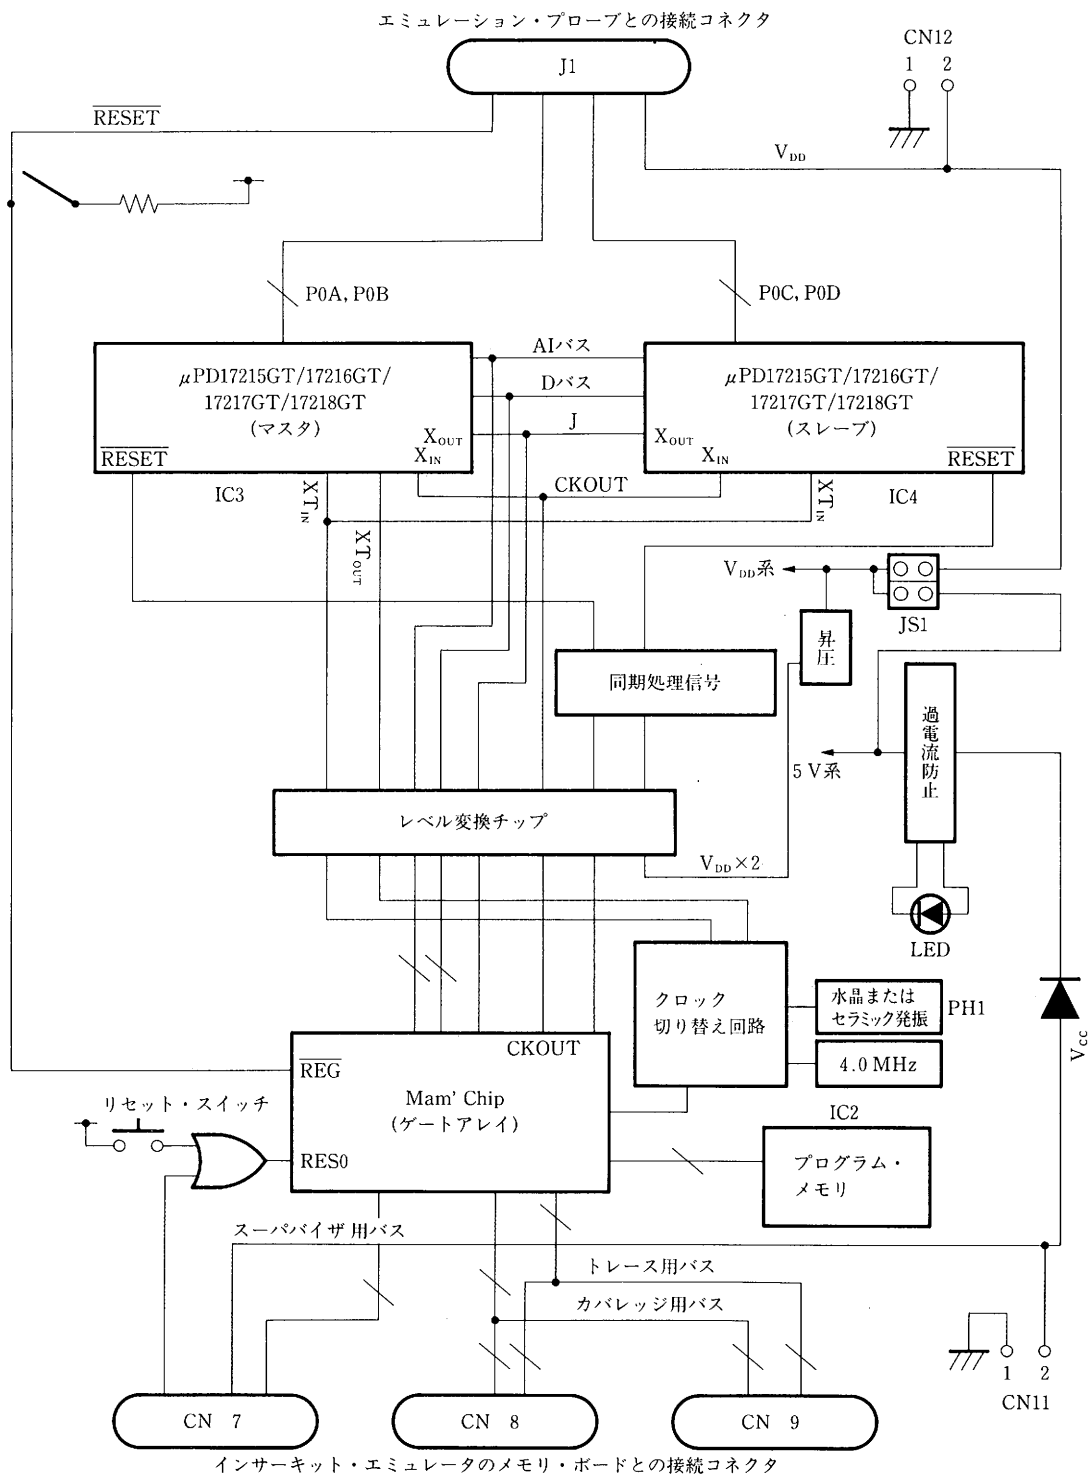 エミュレーション・プローブとの接続コネクタ
J1
CN12
1 2
RESET
VDD
P0A, P0B
P0C, P0D
μPD17215GT/17216GT/
17217GT/17218GT
(マスタ)
RESET
XOUT
XIN
IC3
AIバス
Dバス
J
CKOUT
μPD17215GT/17216GT/
17217GT/17218GT
(スレーブ)
XOUT
XIN
RESET
IC4
XTIN
XTOUT
XTIN
VDD系
JS1
昇圧
同期処理信号
過電流防止
5V系
レベル変換チップ
VDD×2
LED
クロック
切り替え回路
水晶または
セラミック発振
PH1
4.0 MHz
VCC
CKOUT
REG
Mam' Chip
(ゲートアレイ)
RES0
リセット・スイッチ
IC2
プログラム・
メモリ
スーパバイザ用バス
トレース用バス
カバレッジ用バス
1 2
CN11
CN 7
CN 8
CN 9
インサーキット・エミュレータのメモリ・ボードとの接続コネクタ